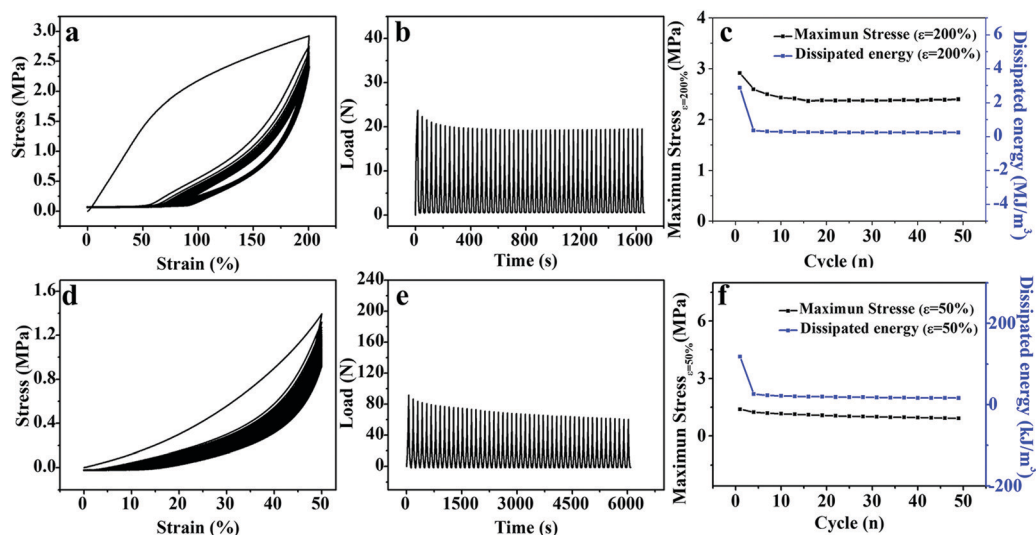 a
3.0
2.5
2.0
1.5
1.0
0.5
0.0
Stress (MPa)
0 50 100 150 200
Strain (%)
b
40
30
20
10
0
Load (N)
0 400 800 1200 1600
Time (s)
c
Maximun Stresse (ε=200%)
Dissipated energy (ε=200%)
4
3
2
1
0
Maximun Stress ε=200% (MPa)
6
4
2
0
-2
-4
Dissipated energy (MJ/m³)
0 10 20 30 40 50
Cycle (n)
d
1.6
1.2
0.8
0.4
0.0
Stress (MPa)
0 10 20 30 40 50
Strain (%)
e
240
200
160
120
80
40
0
Load (N)
0 1500 3000 4500 6000
Time (s)
f
Maximun Stresse (ε=50%)
Dissipated energy (ε=50%)
6
4
2
0
Maximun Stress ε=50% (MPa)
200
0
-200
Dissipated energy (kJ/m³)
0 10 20 30 40 50
Cycle (n)